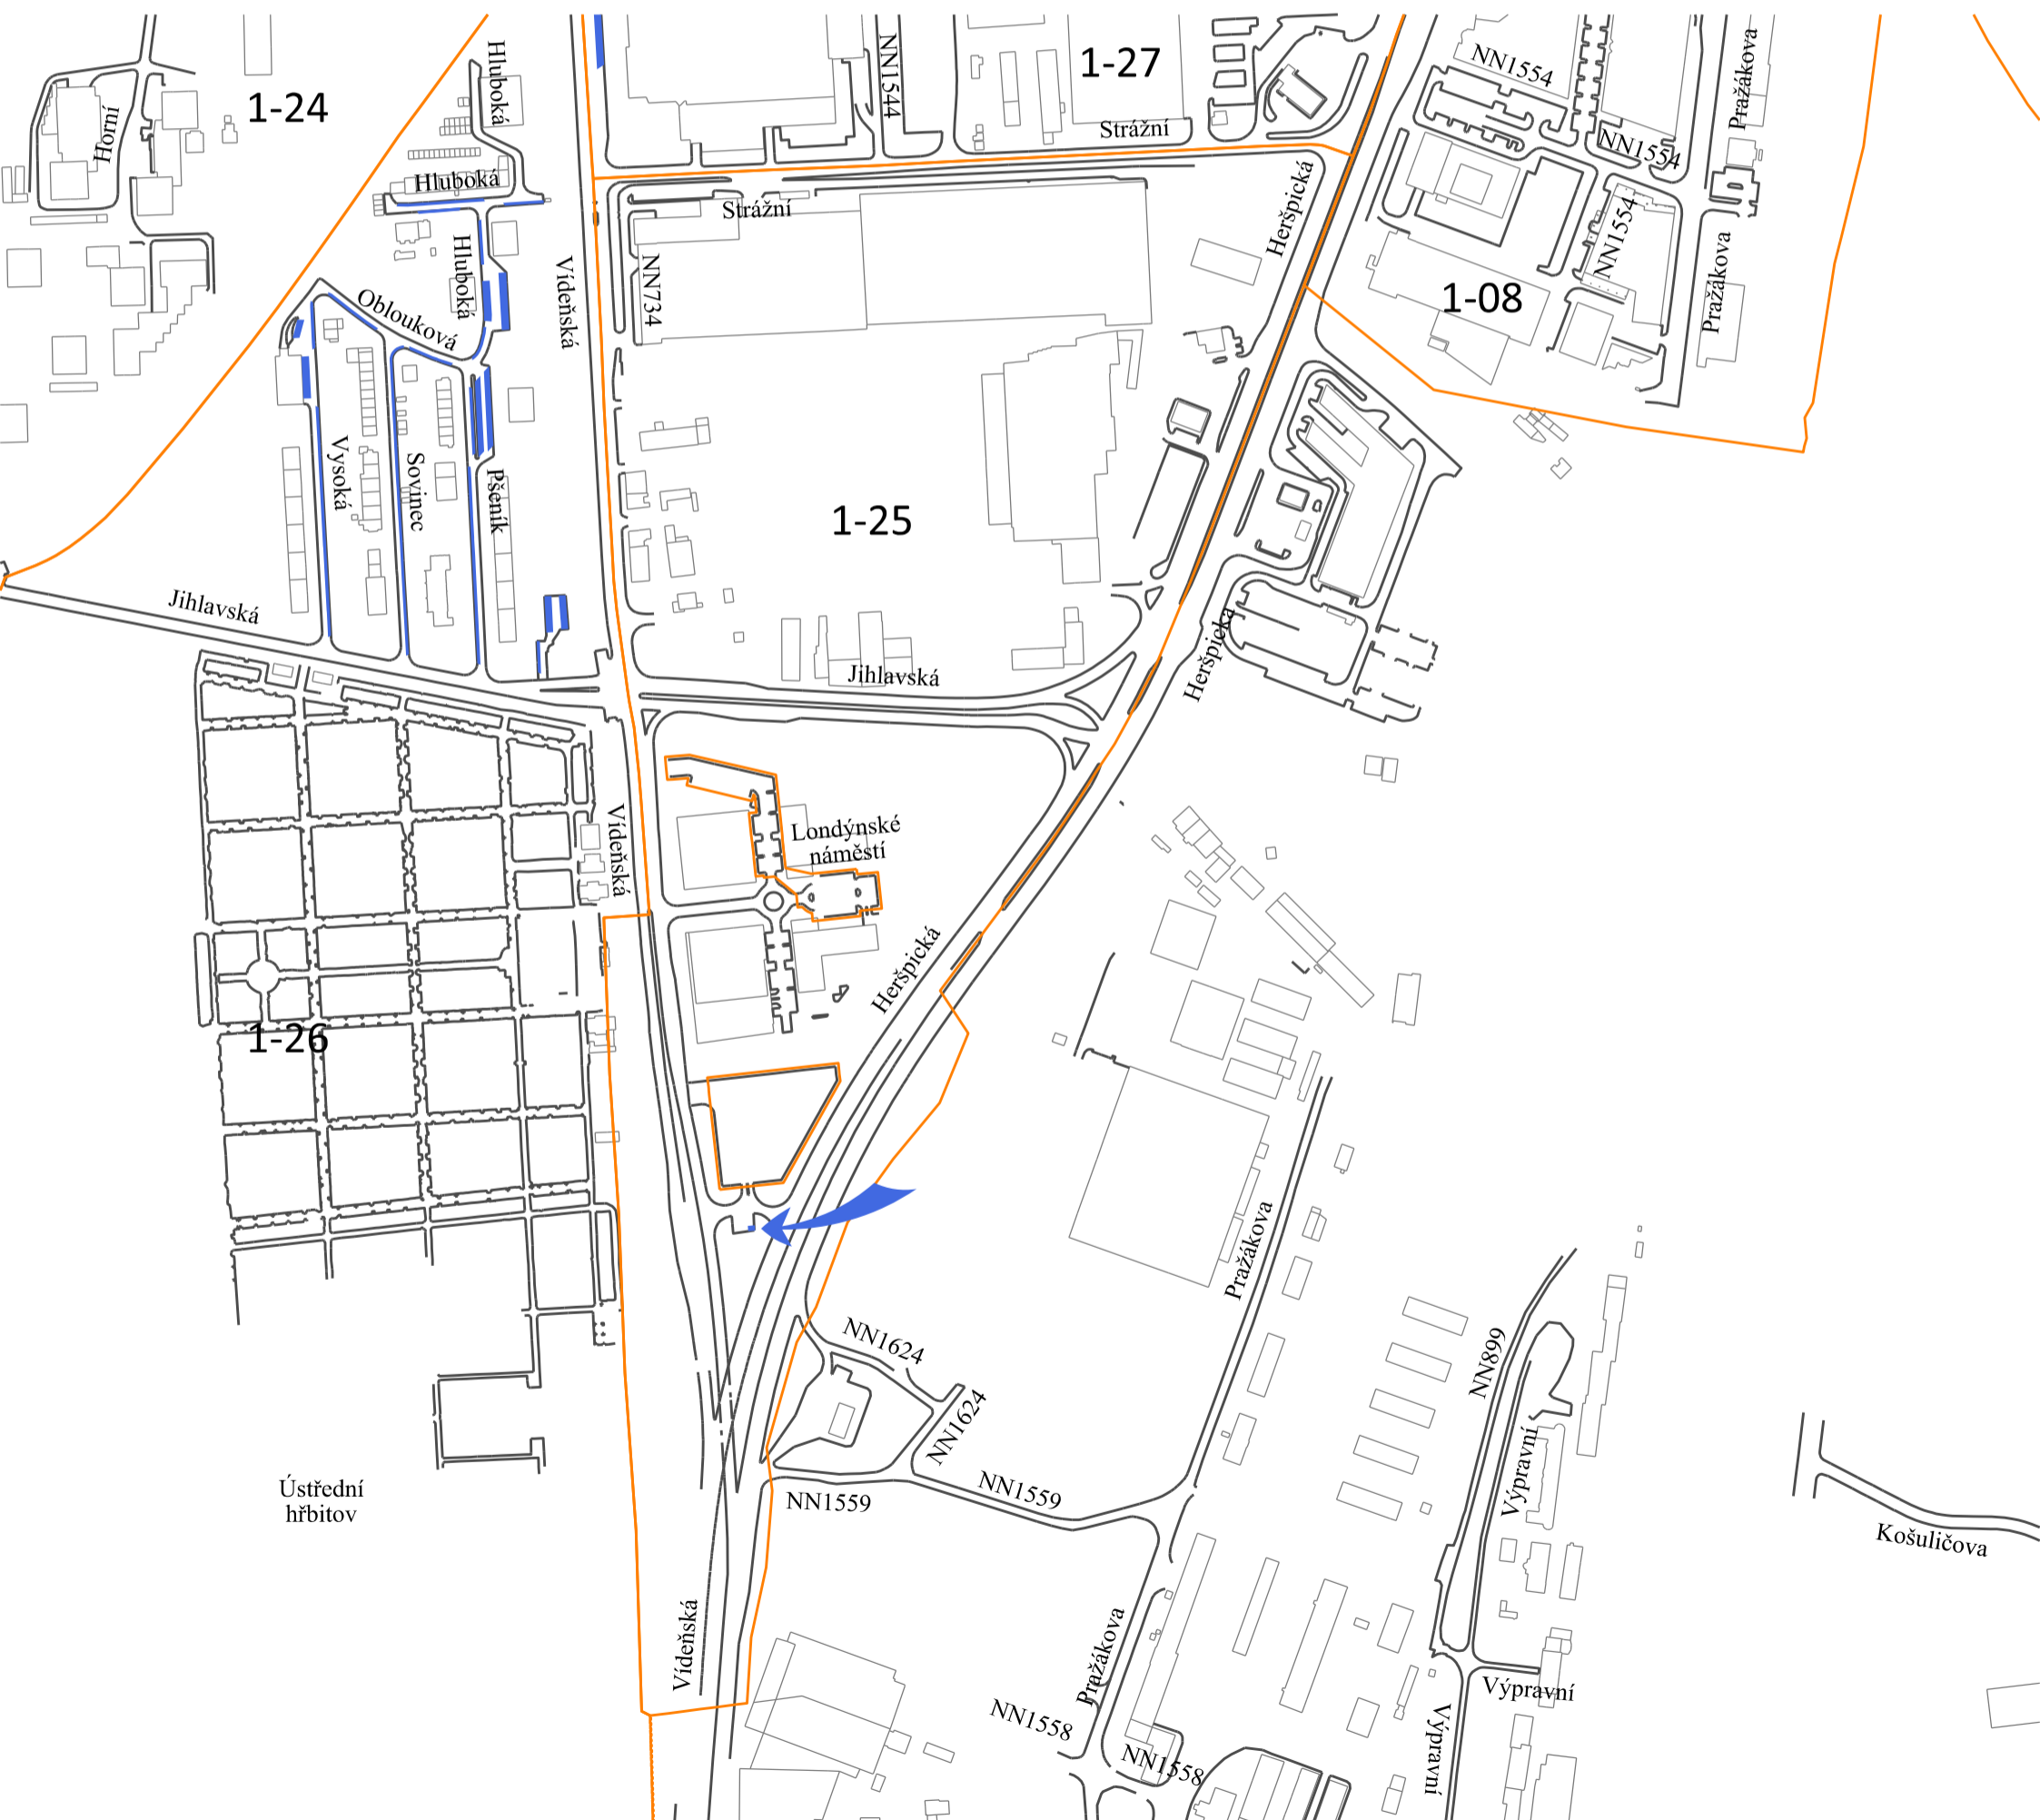 Hluboká
NN1544
1-27
NN1554
Pražákova
1-24
Horní
Strážní
NN1554
Hluboká
Strážní
Heršpická
NN1554
Hluboká
Vídeňská
NN734
Pražákova
1-08
Oblouková
Vysoká
Sovinec
Pšeník
1-25
Jihlavská
Heršpická
Jihlavská
Vídeňská
Londýnské
náměstí
Heršpická
1-26
Pražákova
NN1624
NN899
NN1624
Výpravní
Ústřední
hřbitov
NN1559
NN1559
Košuličova
Vídeňská
Pražákova
Výpravní
NN1558
Výpravní
NN1558